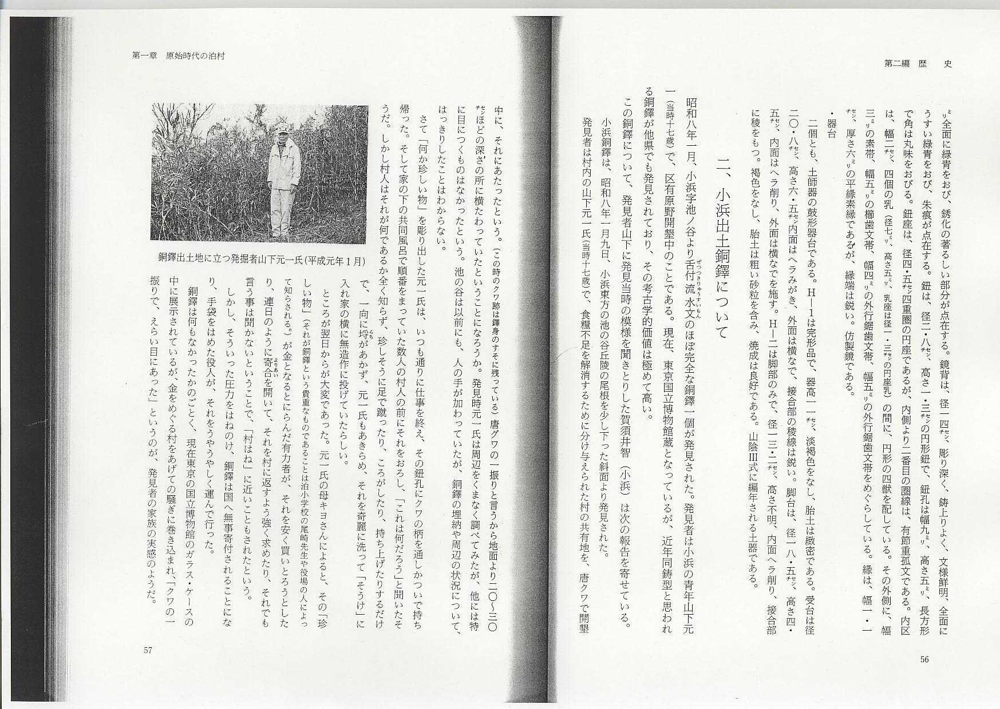 第二編　歴　　史
㍉全面に緑青をおび、銹化の著るしい部分が点在する。鏡背は、径一四㌢、彫り深く、鋳上りよく、文様鮮明、全面に
うすい緑青をおび、朱痕が点在する。鈕は、径二・八㌢、高さ一・三㌢の円形鈕で、鈕孔は幅九㍉、高さ五㍉、長方形
で角は丸味をおびる。鈕座は、径四・五㌢四重圏の円座であるが、内側より二番目の圏線は、有節重孤文である。内区
は、幅二㌢、四個の乳（径七㍉、高さ五㍉、乳座は径一・三㌢の円座乳）の間に、円形の四獣を配している。その外側に、幅
三㍉の素帯、幅五㍉の櫛歯文帯、幅四㍉の外行鋸歯文帯、幅五㍉の外行鋸歯文帯をめぐらしている。縁は、幅一・一
㌢、厚さ六㍉の平縁素縁であるが、縁端は鋭い。仿製鏡である。
・器台
二個とも、土師器の鼓形器台である。H―1は完形品で、器高一一㌢、淡褐色をなし、胎土は緻密である。受台は径
二〇・八㌢、高さ六・五㌢内面はヘラみがき、外面は横なで、接合部の稜線は鋭い。脚台は、径一八・五㌢、高さ四・
五㌢、内面はヘラ削り、外面は横なでを施す。H―二は脚部のみで、径一三・二㌢、高さ不明、内面ヘラ削り、接合部
に稜をもつ。褐色をなし、胎土は粗い砂粒を含み、焼成は良好である。山陰Ⅲ式に編年される土器である。
二、小浜出土銅鐸について
昭和八年一月、小浜字池ノ谷より舌付流水文のほぼ完全な銅鐸一個が発見された。発見者は小浜の青年山下元
せつつきりゅうすいもん
一（当時十七歳）で、区有原野開墾中のことである。現在、東京国立博物館蔵となっているが、近年同鋳型と思われ
る銅鐸が他県でも発見されており、その考古学的価値は極めて高い。
この銅鐸について、発見者山下に発見当時の模様を聞きとりした賀須井智（小浜）は次の報告を寄せている。
小浜銅鐸は、昭和八年一月九日、小浜東方の池の谷丘陵の尾根を少し下った斜面より発見された。
発見者は村内の山下元一氏（当時十七歳）で、食糧不足を解消するために分け与えられた村の共有地を、唐クワで開墾
56
第一章　原始時代の泊村
中に、それにあたったという。（この時のクワ跡は鐸身のすそに残っている）唐グワの一振りと言うから地面より二〇〜三〇
㌢ほどの深さの所に横たわっていたということになろうか。発見時元一氏は周辺をくまなく調べてみたが、他には特
に目につくものはなかったという。池の谷は以前にも、人の手が加わっていたが、銅鐸の埋納や周辺の状況について、
はっきりしたことはわからない。
さて「何か珍しい物」を彫り出した元一氏は、いつも通りに仕事を終え、その鈕孔にクワの柄を通しかついで持ち
帰った。そして家の下の共同風呂で順番をまっていた数人の村人の前にそれをおろし、「これは何だろう」と聞いたそ
うだ。しかし村人はそれが何であるか全く知らず、珍しそうに足で蹴ったり、ころがしたり、持ち上げたりするだけ
で、一向に埒があかず、元一氏もあきらめ、それを奇麗に洗って「そうけ」に
らち
入れ家の横に無造作に投げていたらしい。
ところが翌日からが大変であった。元一氏の母キヨさんによると、その「珍
しい物」（それが銅鐸という貴重なものであることは泊小学校の尾崎先生や役場の人によっ
て知らされる。）が金となるとにらんだ有力者が、それを安く買いとろうとした
り、連日のように寄合を開いて、それを村に返すよう強く求めたり、それでも
よりあい
言う事は聞かないということで、「村はね」に近いこともされたという。
しかし、そういった圧力をはねのけ、銅鐸は国へ無事寄付されることにな
り、手袋をはめた役人が、それをうやうやしく運んで行った。
銅鐸は何もなかったかのごとく、現在東京の国立博物館のガラス・ケースの
中に展示されているが、金をめぐる村をあげての騒ぎに巻き込まれ、「クワの一
振りで、えらい目にあった」というのが、発見者の家族の実感のようだ。
銅鐸出土地に立つ発掘者山下元一氏(平成元年１月)
57